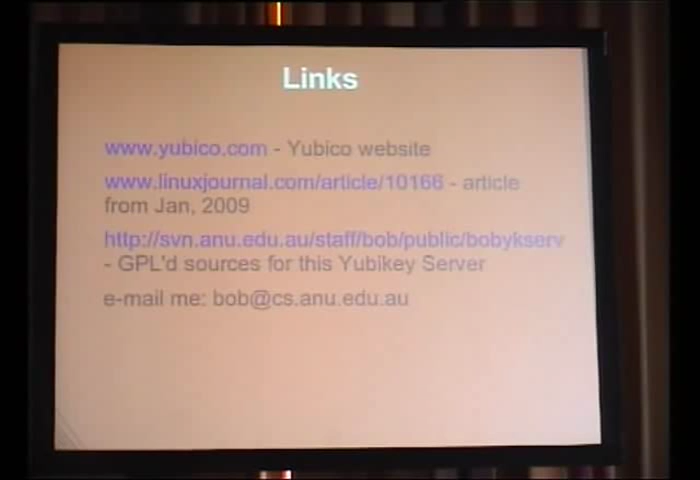 Links
www.yubico.com - Yubico website
www.linuxjournal.com/article/10166 - article
from Jan, 2009
http://svn.anu.edu.au/staff/bob/public/bobykserv
- GPL'd sources for this Yubikey Server
e-mail me: bob@cs.anu.edu.au